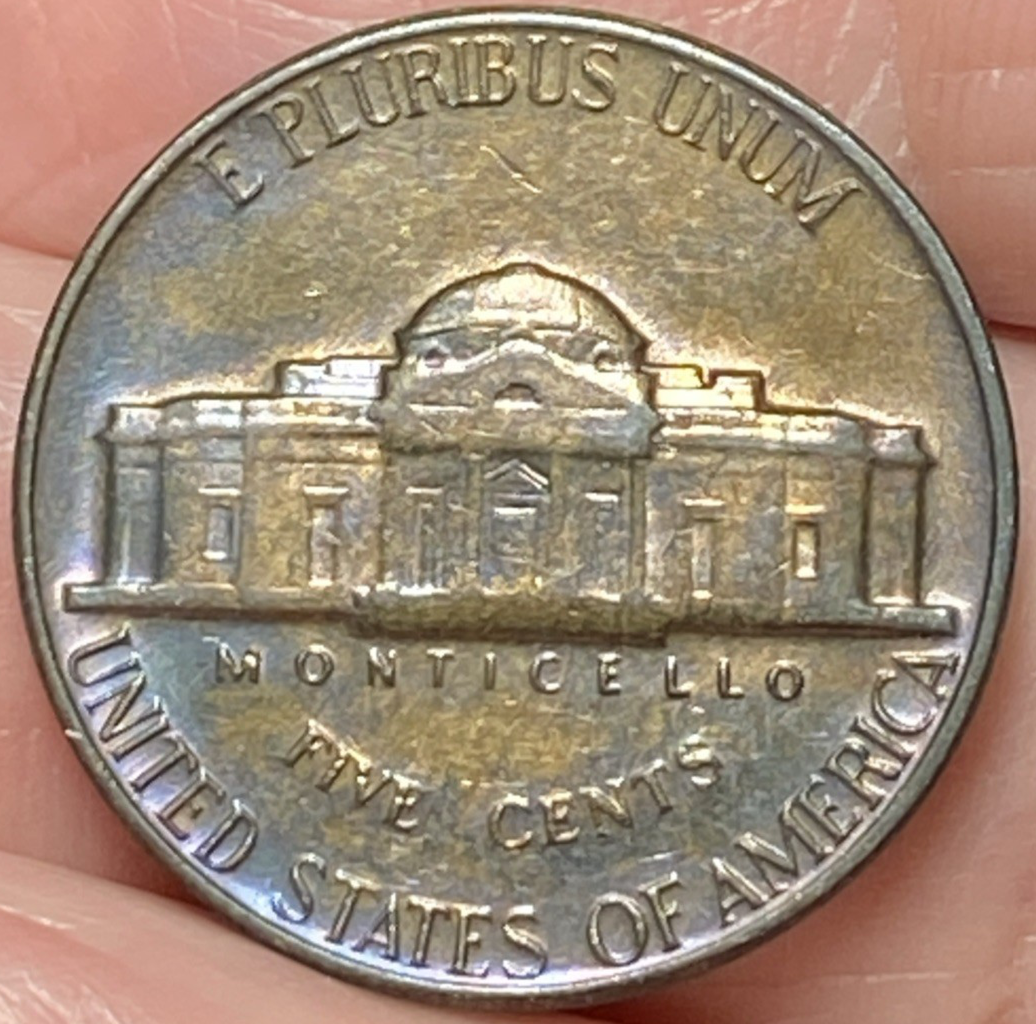 E PLURIBUS UNUM
MONTICELLO
FIVE CENTS
UNITED STATES OF AMERICA